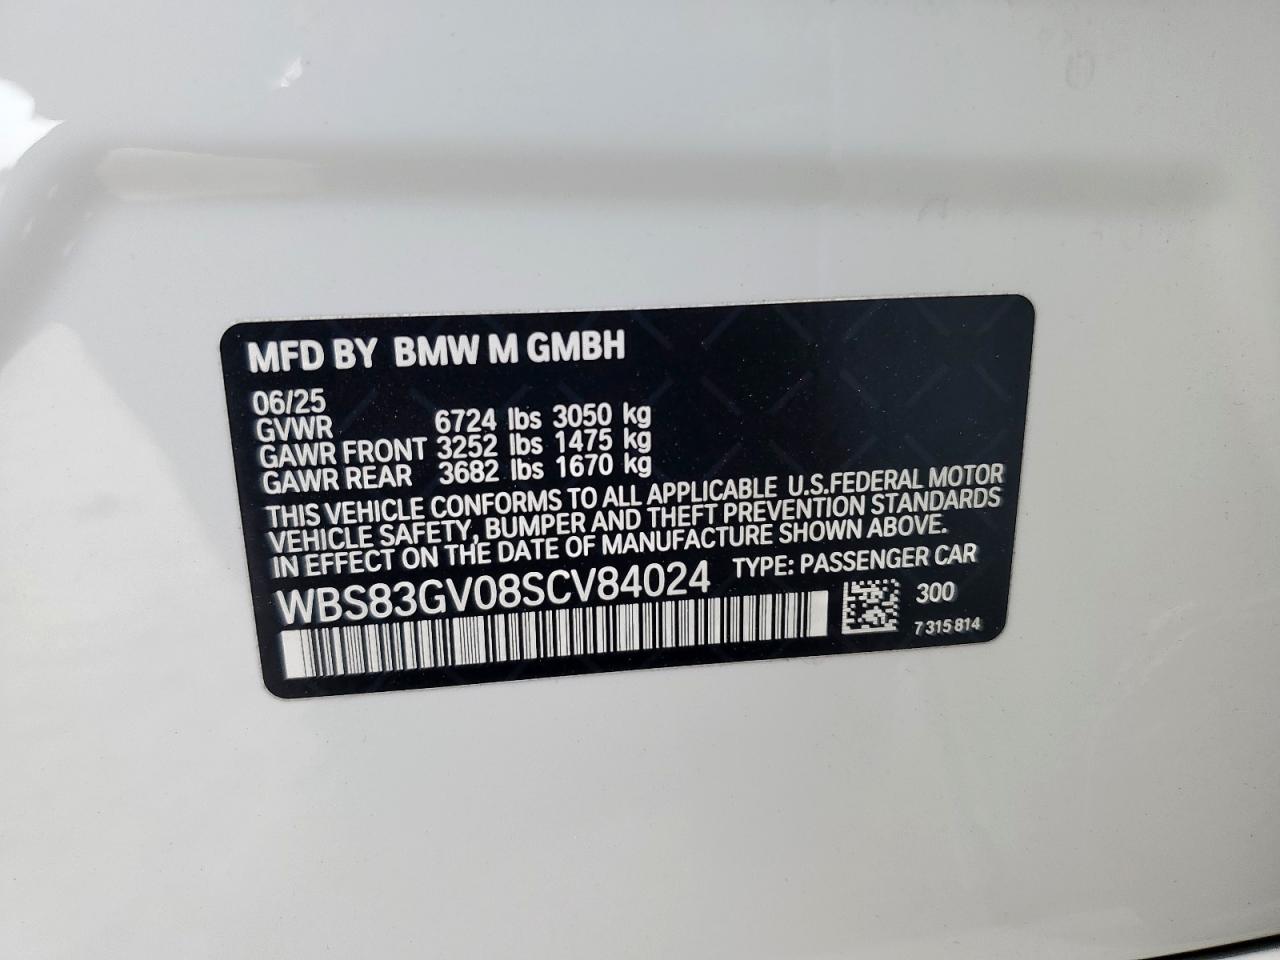 MFD BY BMW M GMBH
06/25
GVWR 6724 lbs 3050 kg
GAWR FRONT 3252 lbs 1475 kg
GAWR REAR 3682 lbs 1670 kg
THIS VEHICLE CONFORMS TO ALL APPLICABLE U.S.FEDERAL MOTOR
VEHICLE SAFETY, BUMPER AND THEFT PREVENTION STANDARDS
IN EFFECT ON THE DATE OF MANUFACTURE SHOWN ABOVE.
WBS83GV08SCV84024 TYPE: PASSENGER CAR
300
7 315 814